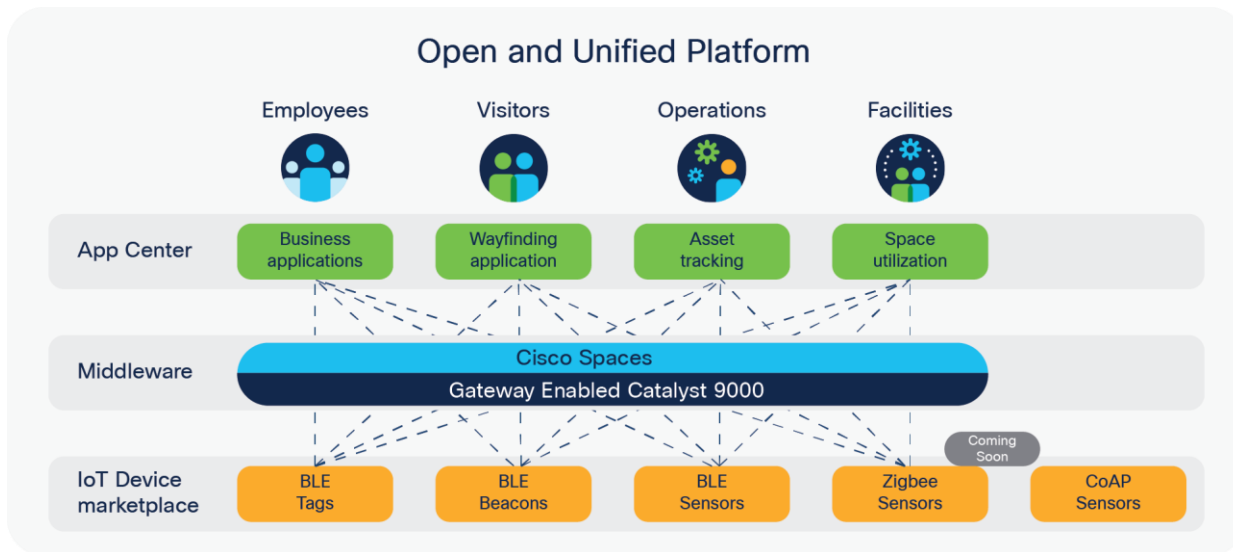 Open and Unified Platform
Employees
Visitors
Operations
Facilities
App Center
Business
applications
Wayfinding
application
Asset
tracking
Space
utilization
Middleware
Cisco Spaces
Gateway Enabled Catalyst 9000
Coming
Soon
IoT Device
marketplace
BLE
Tags
BLE
Beacons
BLE
Sensors
Zigbee
Sensors
CoAP
Sensors